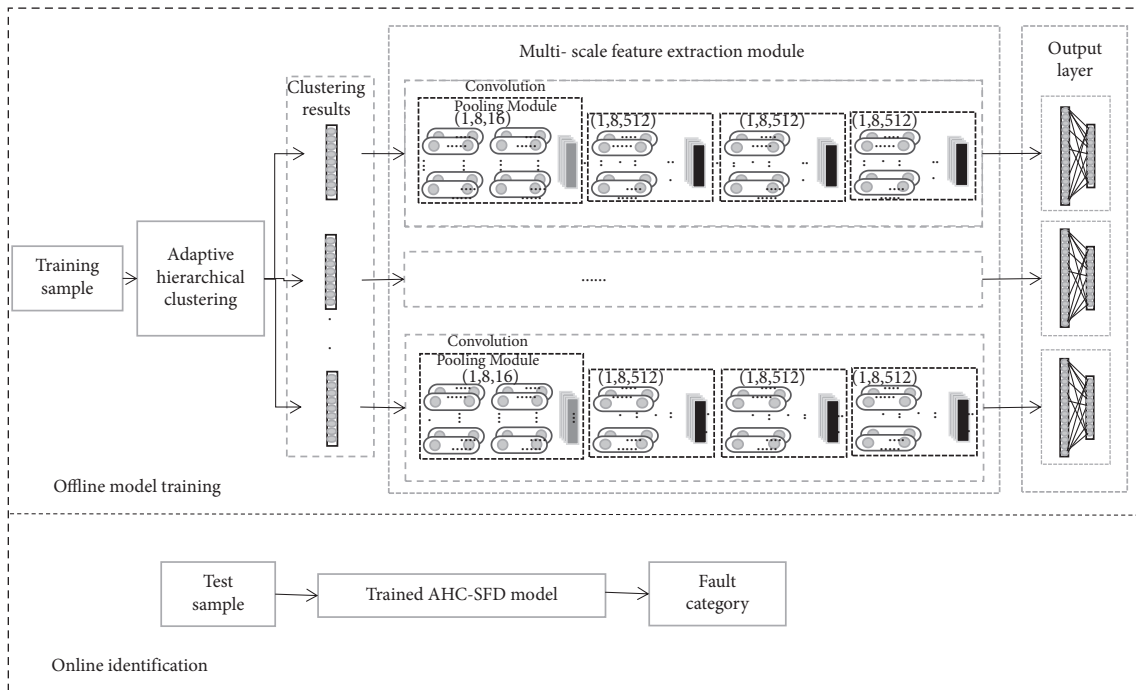 Multi- scale feature extraction module
Output
layer
Clustering
results
Convolution
Pooling Module
(1,8,16)
(1,8,512)
(1,8,512)
(1,8,512)
Training
sample
Adaptive
hierarchical
clustering
......
Convolution
Pooling Module
(1,8,16)
(1,8,512)
(1,8,512)
(1,8,512)
Offline model training
Test
sample
Trained AHC-SFD model
Fault
category
Online identification